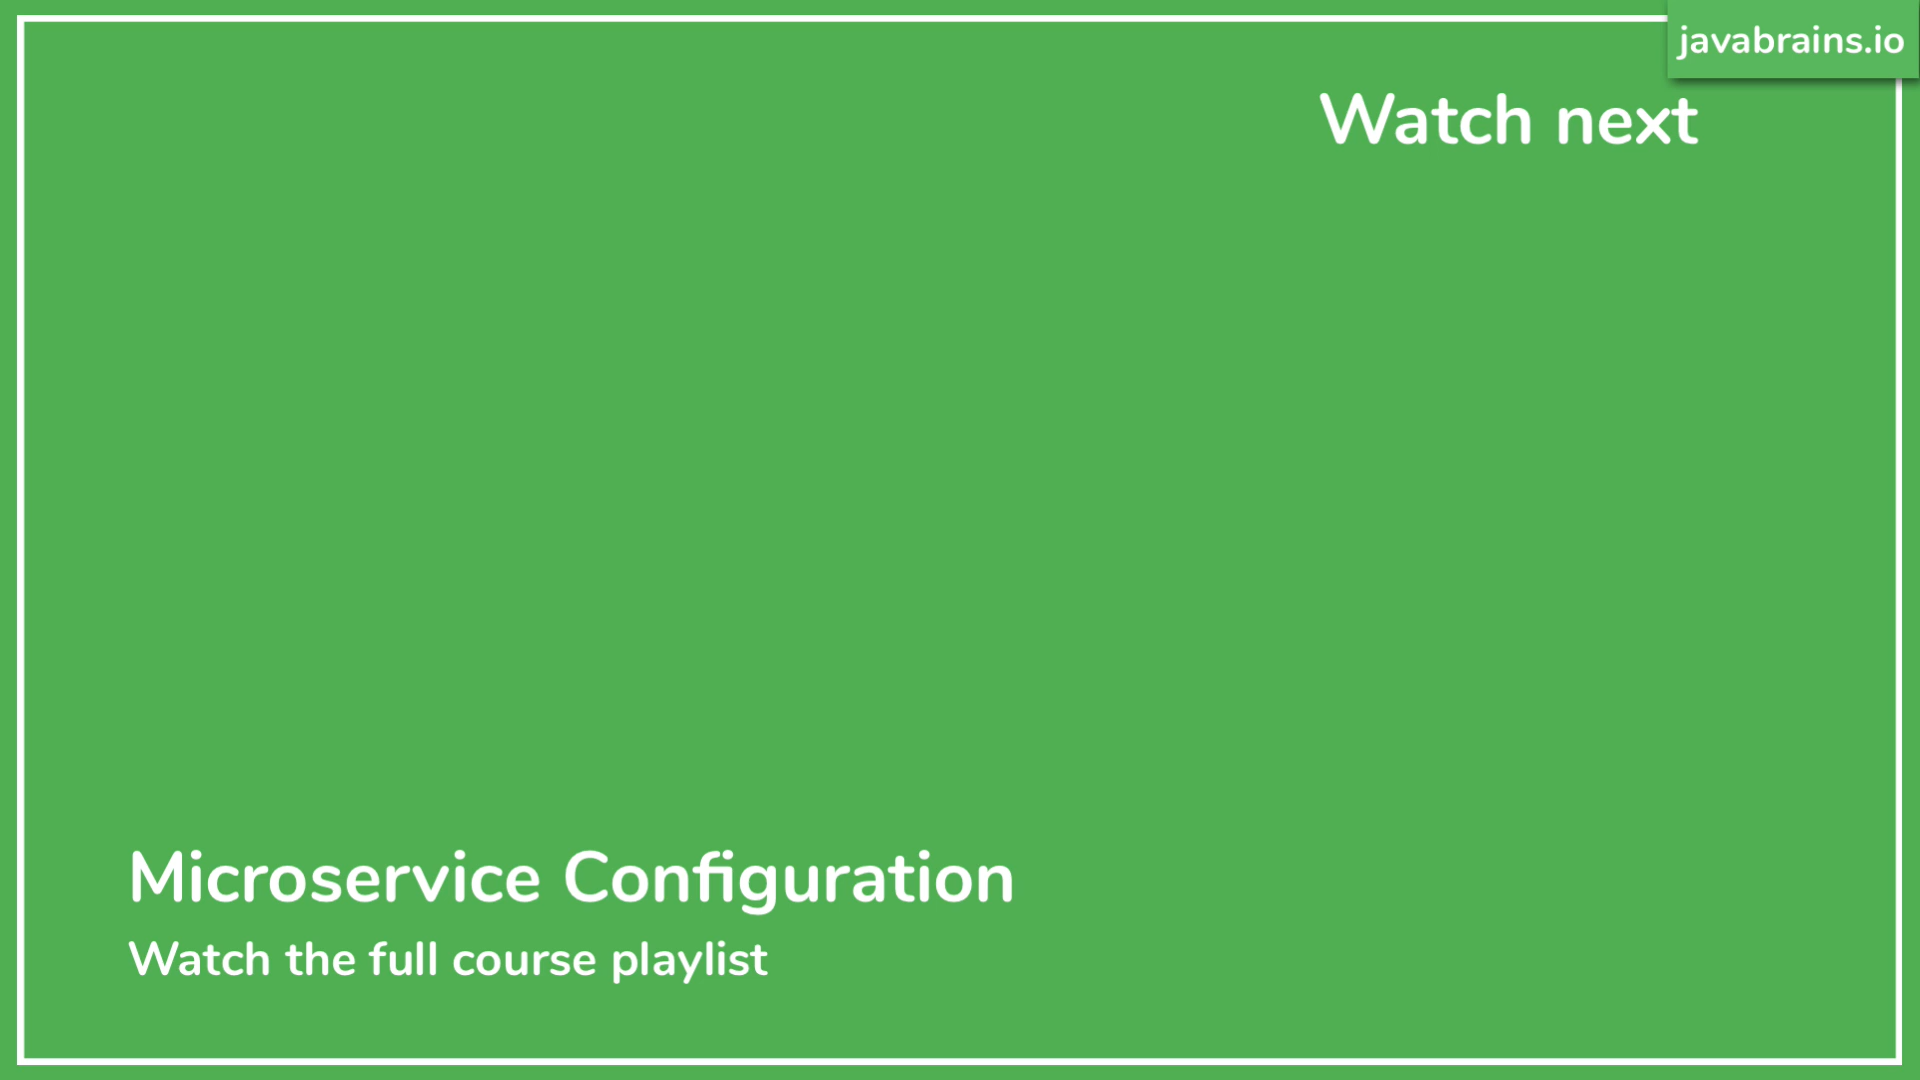 javabrains.io
Watch next
Microservice Configuration
Watch the full course playlist